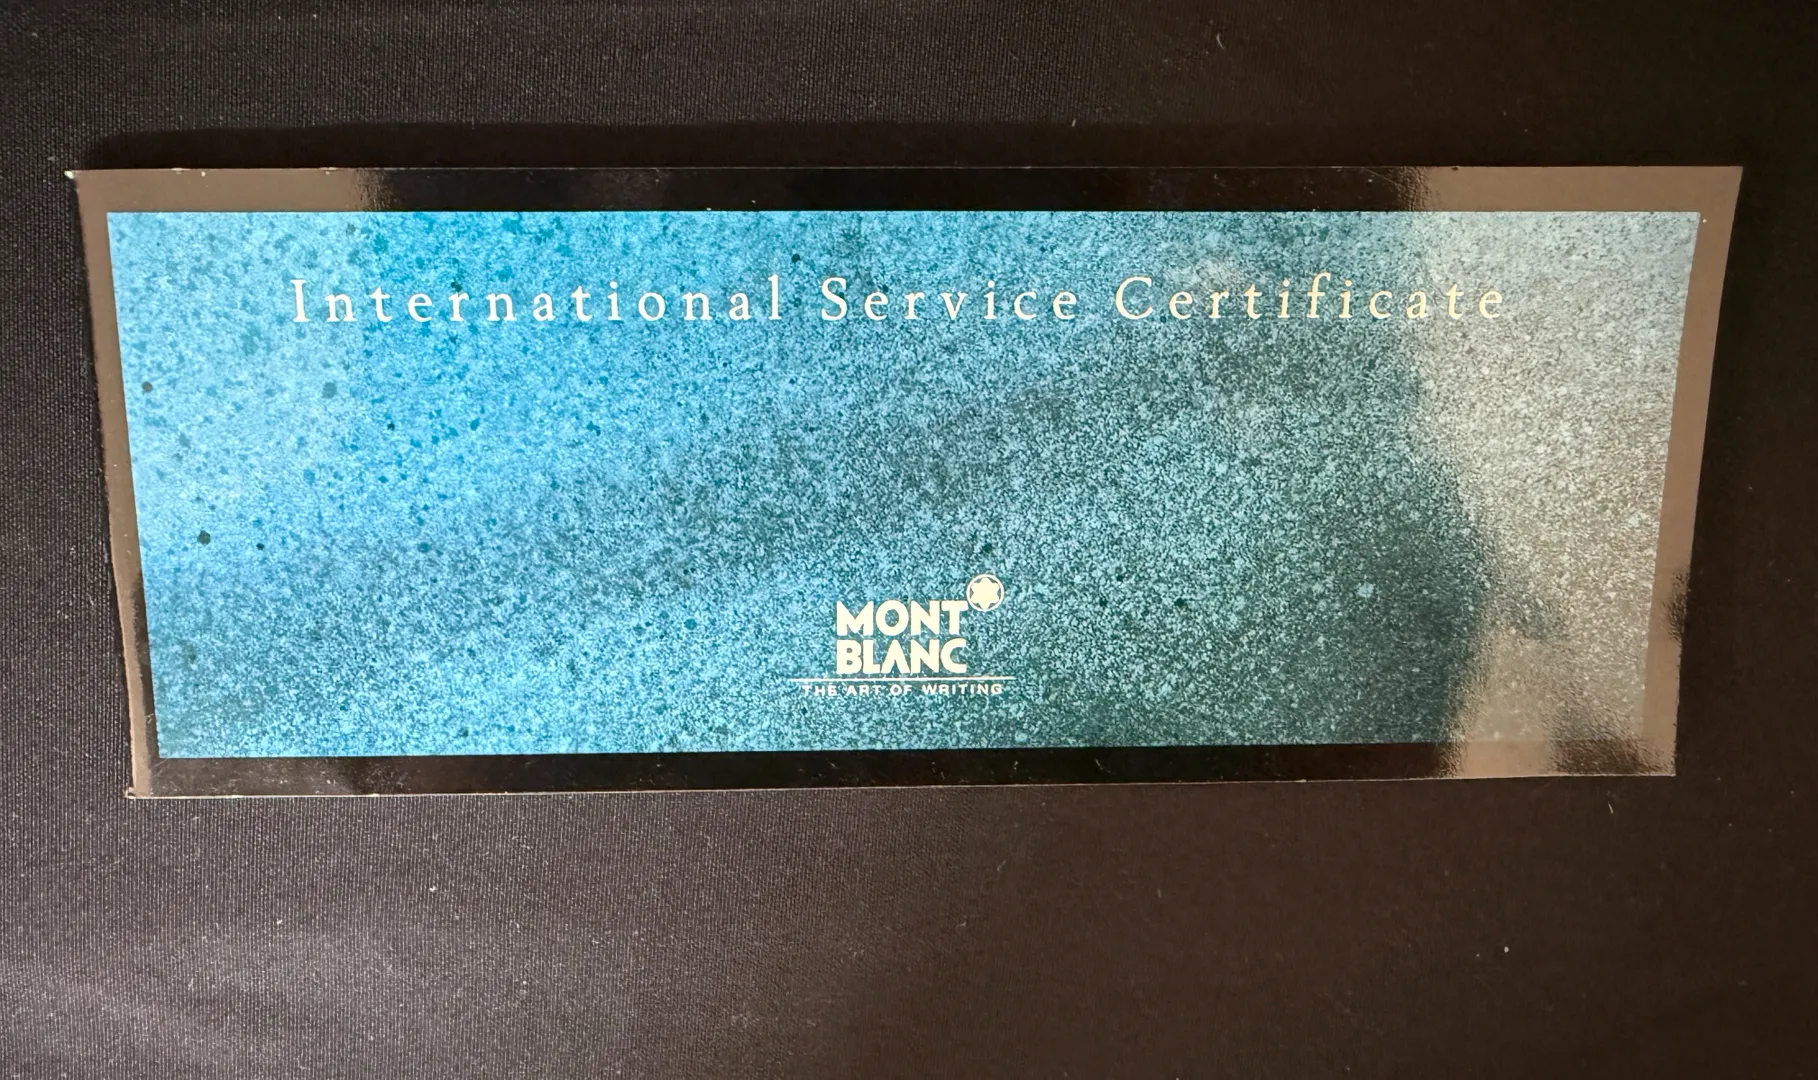 International Service Certificate
MONT
BLANC
THE ART OF WRITING